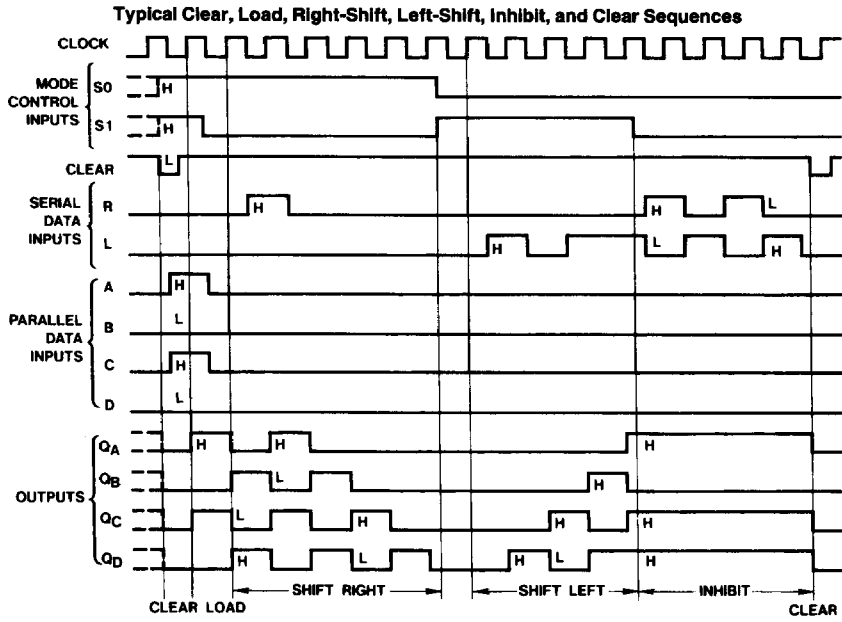 Typical Clear, Load, Right-Shift, Left-Shift, Inhibit, and Clear Sequences
CLOCK
MODE CONTROL INPUTS
S0
H
S1
H
CLEAR
L
SERIAL DATA INPUTS
R
H
H
L
L
H
L
H
PARALLEL DATA INPUTS
A
H
B
L
C
H
D
L
OUTPUTS
QA
H
H
H
QB
L
H
QC
L
H
H
H
QD
H
L
H
L
H
SHIFT RIGHT
SHIFT LEFT
INHIBIT
CLEAR LOAD
CLEAR